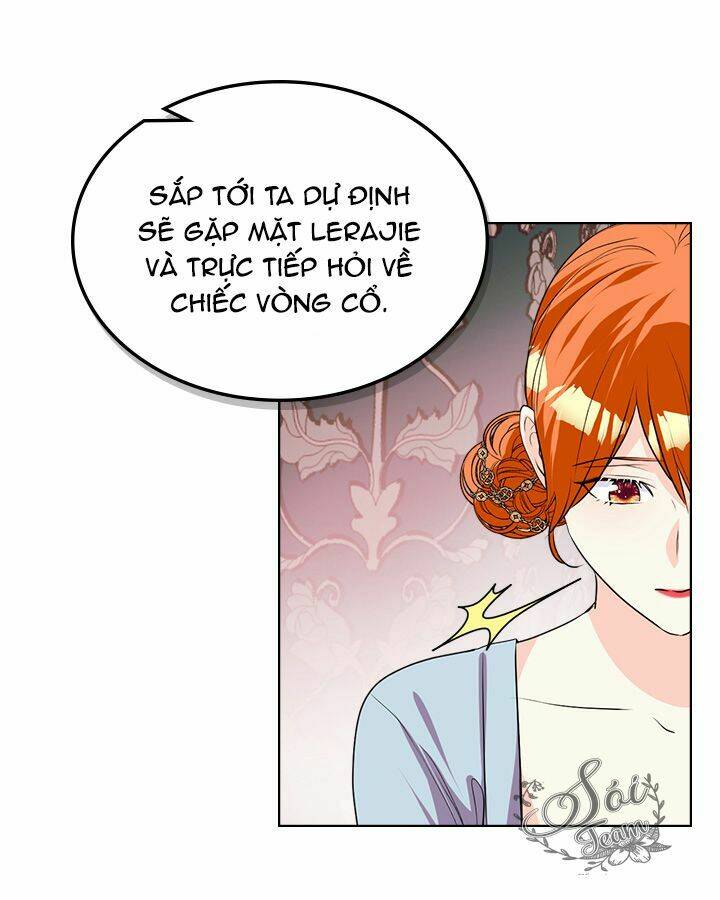 SẮP TỚI TA DỰ ĐỊNH
SẼ GẶP MẶT LERAJIE
VÀ TRỰC TIẾP HỎI VỀ
CHIẾC VÒNG CỔ.
Sói
Team